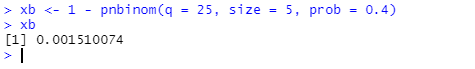 > xb <- 1 - pnbinom(q = 25, size = 5, prob = 0.4)
> xb
[1] 0.001510074
>